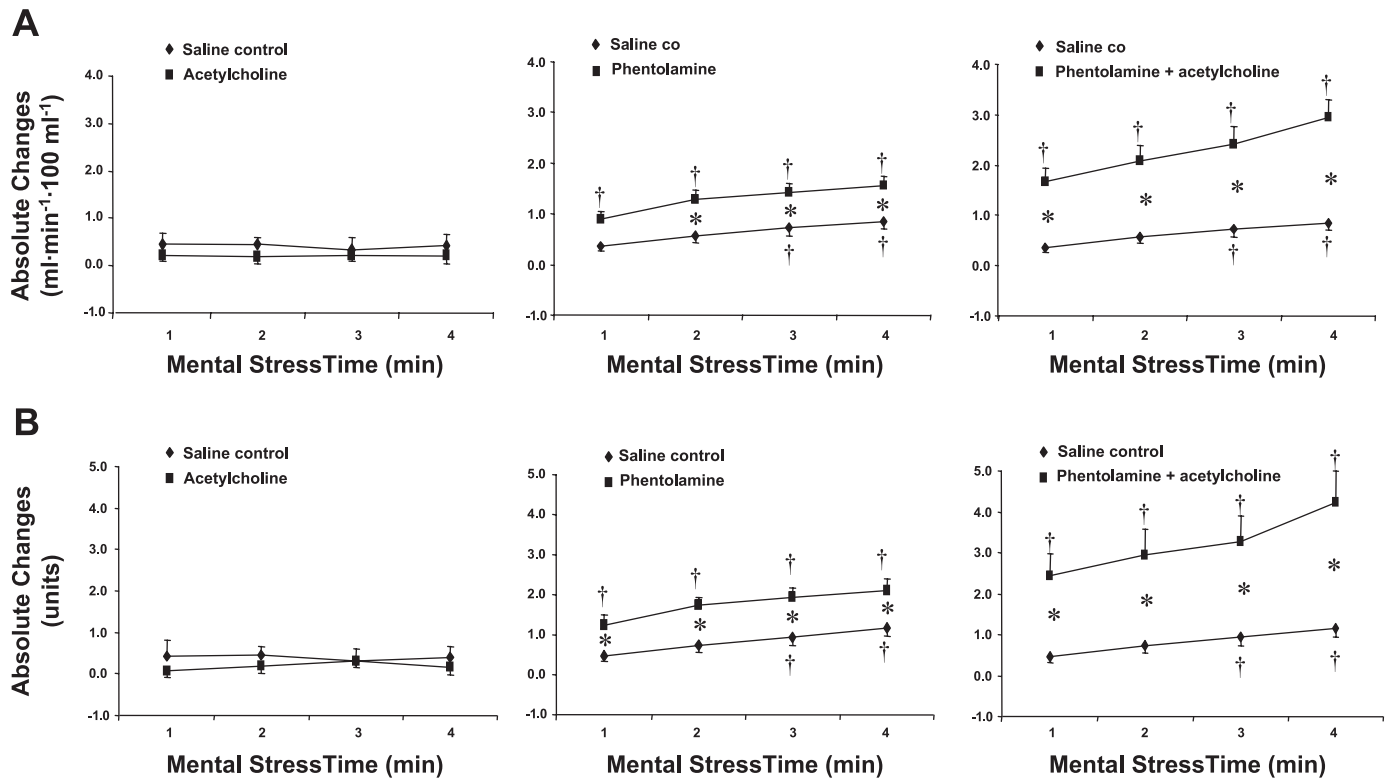 A
Absolute Changes
(ml·min⁻¹·100 ml⁻¹)
Saline control
Acetylcholine
4.0
3.0
2.0
1.0
0.0
-1.0
1 2 3 4
Mental StressTime (min)
Saline co
Phentolamine
4.0
3.0
2.0
1.0
0.0
-1.0
† † † †
* * *
† †
1 2 3 4
Mental StressTime (min)
Saline co
Phentolamine + acetylcholine
4.0
3.0
2.0
1.0
0.0
-1.0
† † † †
* * * *
† †
1 2 3 4
Mental StressTime (min)
B
Absolute Changes
(units)
Saline control
Acetylcholine
5.0
4.0
3.0
2.0
1.0
0.0
-1.0
1 2 3 4
Mental StressTime (min)
Saline control
Phentolamine
5.0
4.0
3.0
2.0
1.0
0.0
-1.0
† † † †
* * * *
† †
1 2 3 4
Mental StressTime (min)
Saline control
Phentolamine + acetylcholine
5.0
4.0
3.0
2.0
1.0
0.0
-1.0
† † † †
* * * *
† †
1 2 3 4
Mental StressTime (min)